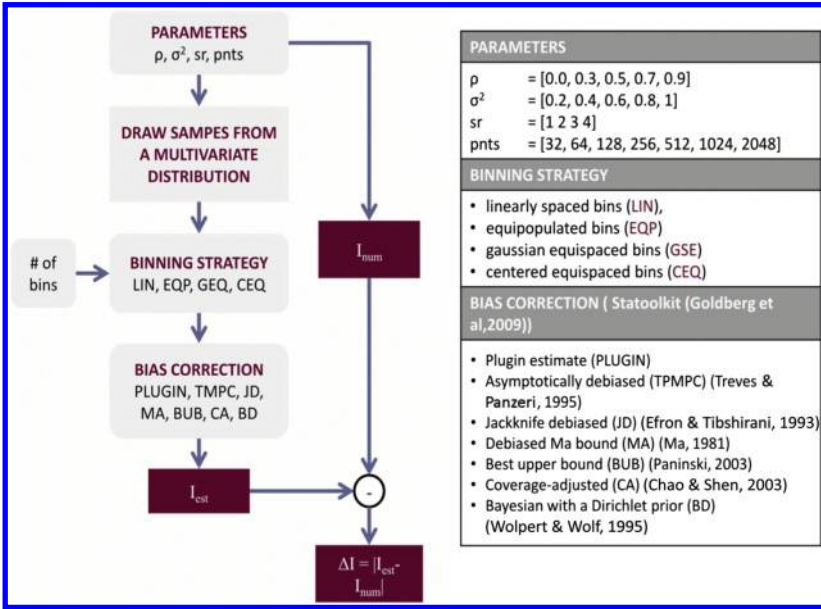 PARAMETERS
ρ, σ², sr, pnts
DRAW SAMPES FROM
A MULTIVARIATE
DISTRIBUTION
# of
bins
BINNING STRATEGY
LIN, EQP, GEQ, CEQ
BIAS CORRECTION
PLUGIN, TMPC, JD,
MA, BUB, CA, BD
I_est
I_num
-
ΔI = |I_est-
I_num|
PARAMETERS
ρ = [0.0, 0.3, 0.5, 0.7, 0.9]
σ² = [0.2, 0.4, 0.6, 0.8, 1]
sr = [1 2 3 4]
pnts = [32, 64, 128, 256, 512, 1024, 2048]
BINNING STRATEGY
• linearly spaced bins (LIN),
• equipopulated bins (EQP)
• gaussian equispaced bins (GSE)
• centered equispaced bins (CEQ)
BIAS CORRECTION ( Statoolkit (Goldberg et
al,2009))
• Plugin estimate (PLUGIN)
• Asymptotically debiased (TPMPC) (Treves &
Panzeri, 1995)
• Jackknife debiased (JD) (Efron & Tibshirani, 1993)
• Debiased Ma bound (MA) (Ma, 1981)
• Best upper bound (BUB) (Paninski, 2003)
• Coverage-adjusted (CA) (Chao & Shen, 2003)
• Bayesian with a Dirichlet prior (BD)
(Wolpert & Wolf, 1995)